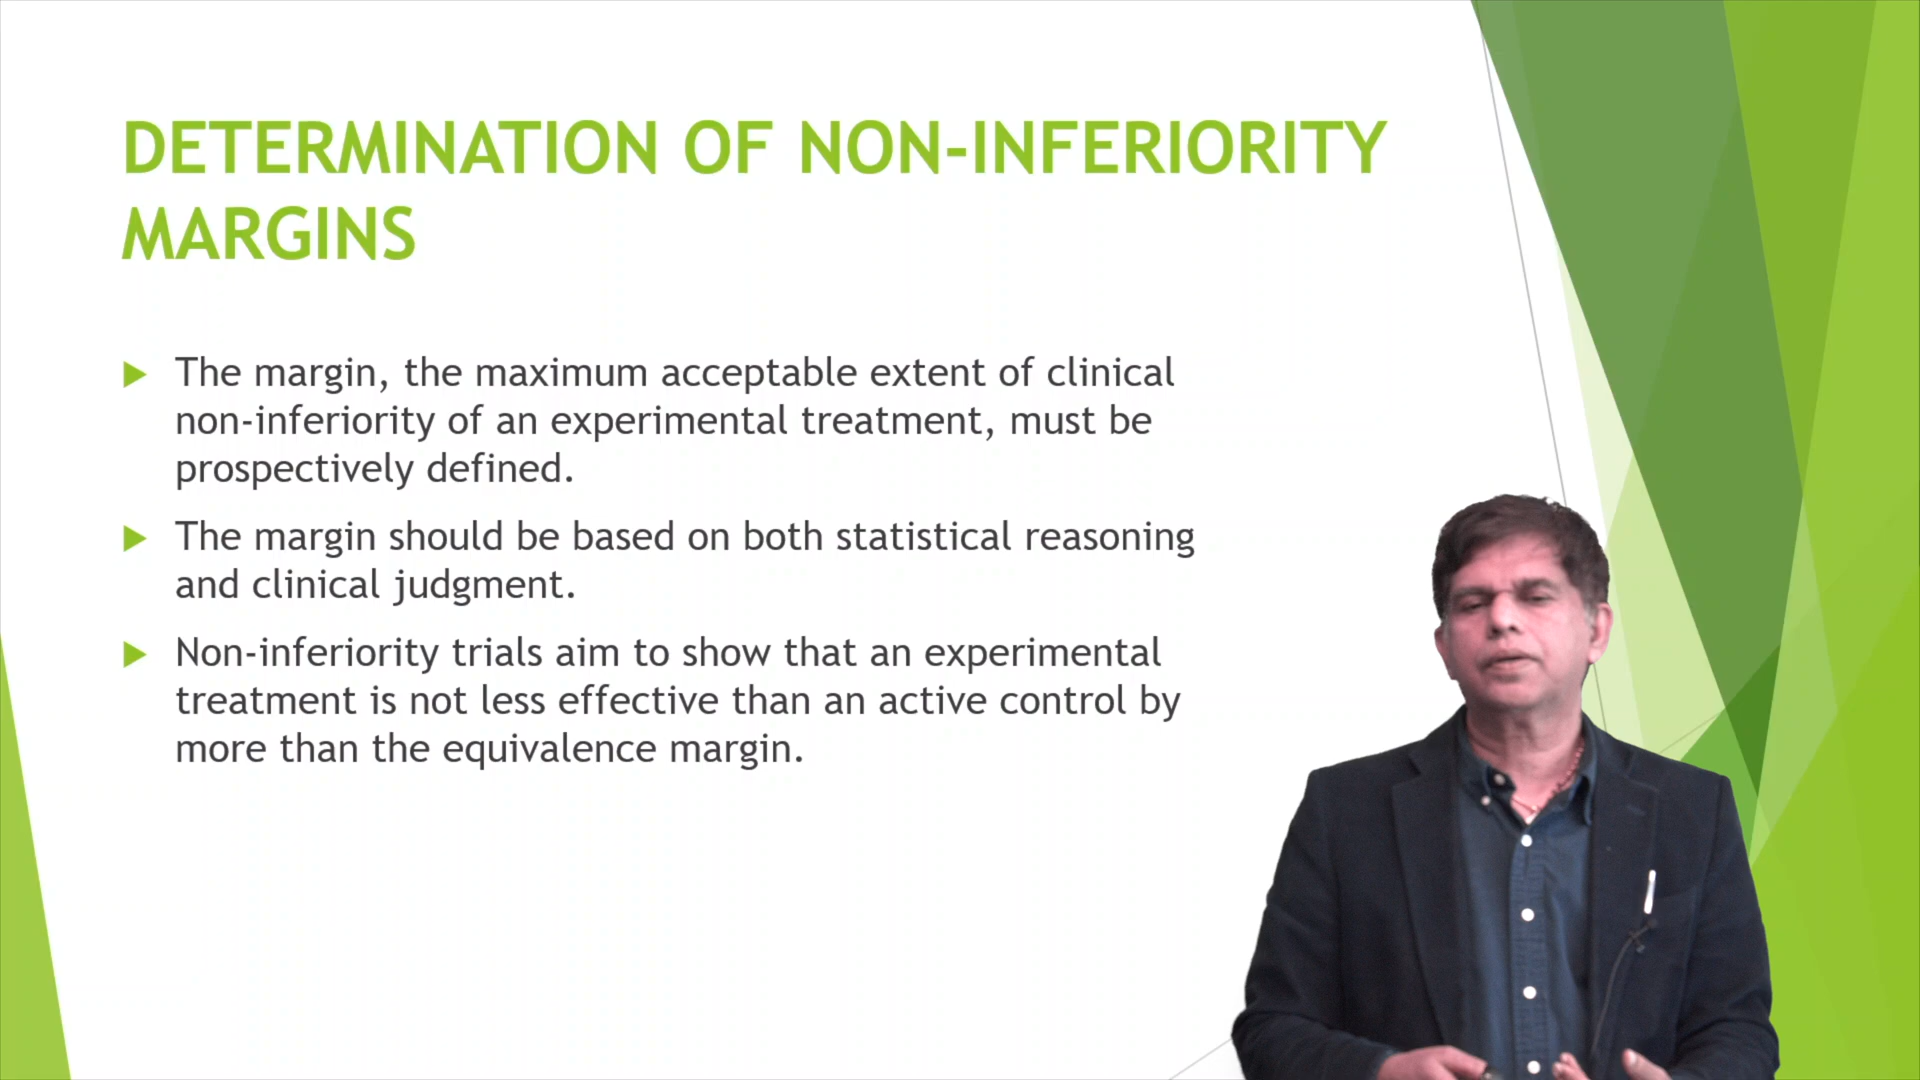 DETERMINATION OF NON-INFERIORITY
MARGINS
The margin, the maximum acceptable extent of clinical
non-inferiority of an experimental treatment, must be
prospectively defined.
The margin should be based on both statistical reasoning
and clinical judgment.
Non-inferiority trials aim to show that an experimental
treatment is not less effective than an active control by
more than the equivalence margin.